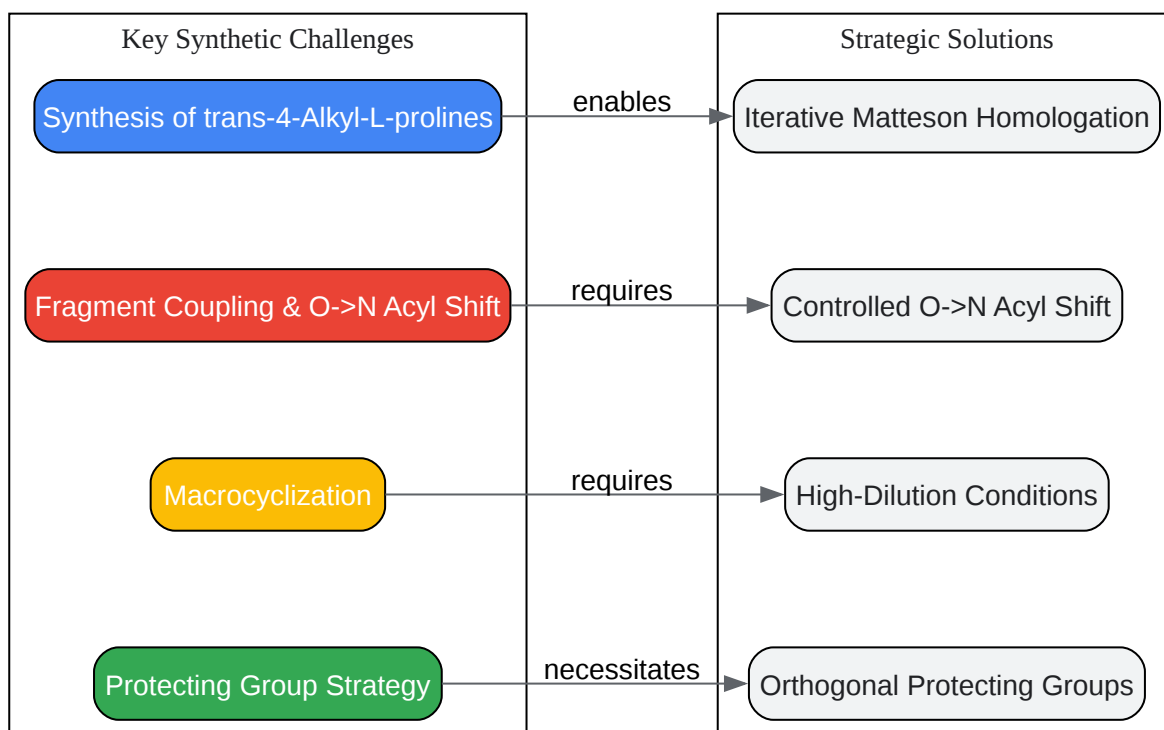 Key Synthetic Challenges
Strategic Solutions
Synthesis of trans-4-Alkyl-L-prolines
enables
Iterative Matteson Homologation
Fragment Coupling & O->N Acyl Shift
requires
Controlled O->N Acyl Shift
Macrocyclization
requires
High-Dilution Conditions
Protecting Group Strategy
necessitates
Orthogonal Protecting Groups